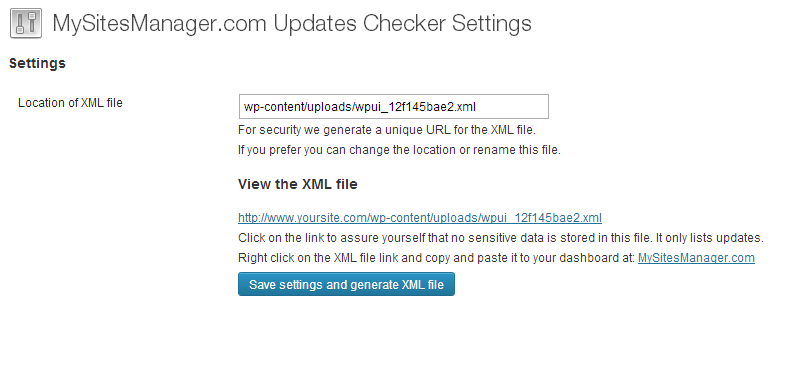 MySitesManager.com Updates Checker Settings
Settings
Location of XML file
wp-content/uploads/wpui_12f145bae2.xml
For security we generate a unique URL for the XML file.
If you prefer you can change the location or rename this file.
View the XML file
http://www.yoursite.com/wp-content/uploads/wpui_12f145bae2.xml
Click on the link to assure yourself that no sensitive data is stored in this file. It only lists updates.
Right click on the XML file link and copy and paste it to your dashboard at: MySitesManager.com
Save settings and generate XML file